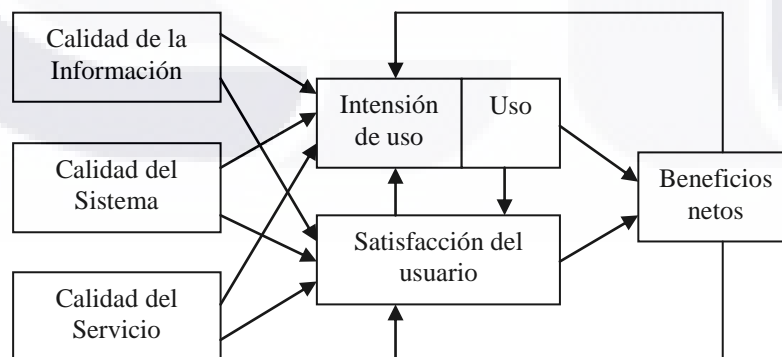 Calidad de la
Información
Intensión
de uso
Uso
Calidad del
Sistema
Beneficios
netos
Satisfacción del
usuario
Calidad del
Servicio